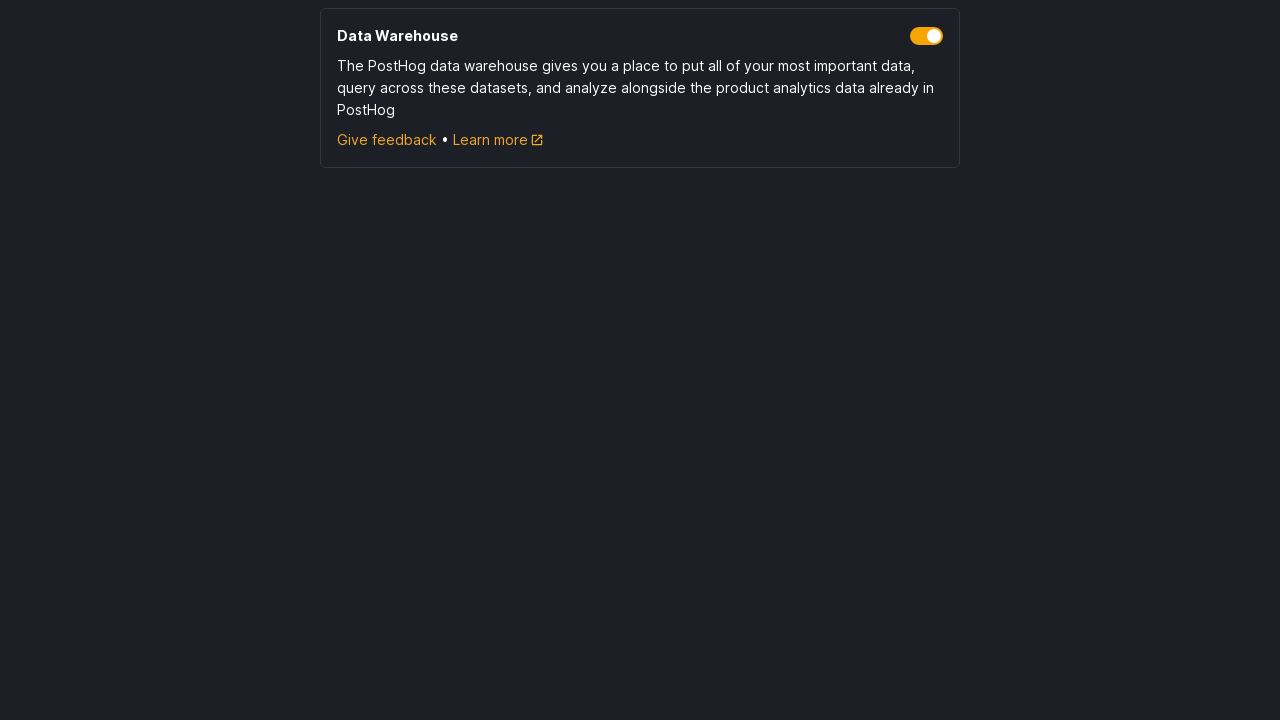 Data Warehouse
The PostHog data warehouse gives you a place to put all of your most important data,
query across these datasets, and analyze alongside the product analytics data already in
PostHog
Give feedback • Learn more